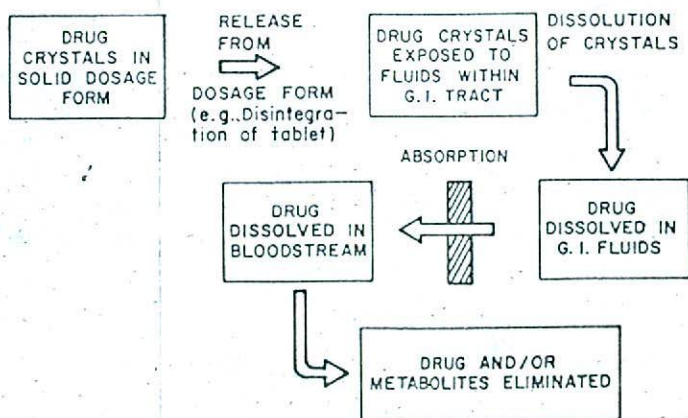 DRUG
CRYSTALS IN
SOLID DOSAGE
FORM
RELEASE
FROM
DOSAGE FORM
(e.g.,Disintegra-
tion of tablet)
DRUG CRYSTALS
EXPOSED TO
FLUIDS WITHIN
G.I. TRACT
DISSOLUTION
OF CRYSTALS
DRUG
DISSOLVED IN
G.I. FLUIDS
ABSORPTION
DRUG
DISSOLVED IN
BLOODSTREAM
DRUG AND/OR
METABOLITES ELIMINATED